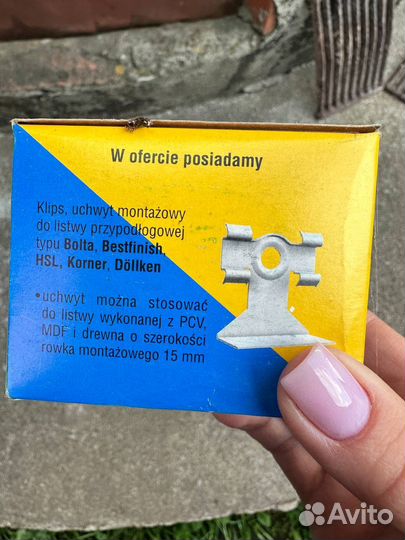 W ofercie posiadamy
Klips, uchwyt montażowy
do listwy przypodłogowej
typu Bolta, Bestfinish,
HSL, Korner, Döllken
•uchwyt można stosować
do listwy wykonanej z PCV,
MDF i drewna o szerokości
rowka montażowego 15 mm
Avito